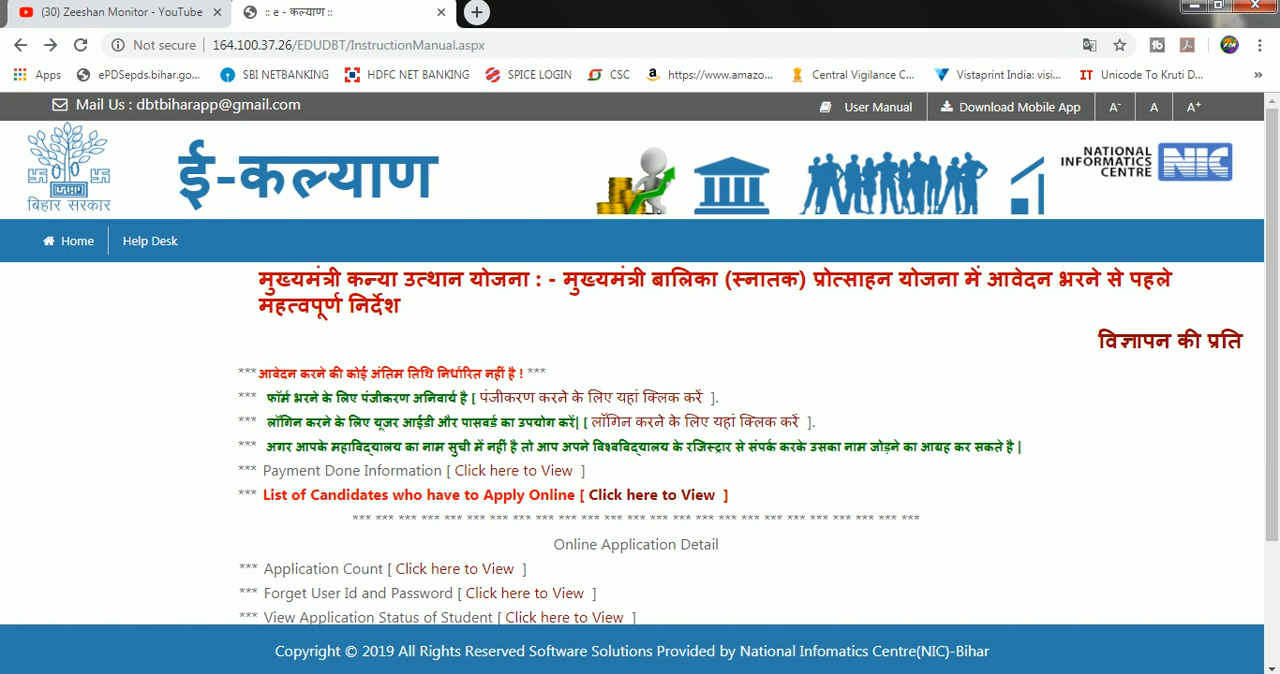 (30) Zeeshan Monitor - YouTube
:: e - कल्याण ::
Not secure
164.100.37.26/EDUDBT/InstructionManual.aspx
Apps
ePDSepds.bihar.go...
SBI NETBANKING
HDFC NET BANKING
SPICE LOGIN
CSC
https://www.amazo...
Central Vigilance C...
Vistaprint India: visi...
IT Unicode To Kruti D...
Mail Us : dbtbiharapp@gmail.com
User Manual
Download Mobile App
A-
A
A+
बिहार सरकार
ई-कल्याण
NATIONAL
INFORMATICS
CENTRE
NIC
Home
Help Desk
मुख्यमंत्री कन्या उत्थान योजना : - मुख्यमंत्री बालिका (स्नातक) प्रोत्साहन योजना में आवेदन भरने से पहले
महत्वपूर्ण निर्देश
विज्ञापन की प्रति
***आवेदन करने की कोई अंतिम तिथि निर्धारित नहीं है ! ***
*** फॉर्म भरने के लिए पंजीकरण अनिवार्य है [ पंजीकरण करने के लिए यहां क्लिक करें ].
*** लॉगिन करने के लिए यूजर आईडी और पासवर्ड का उपयोग करें| [ लॉगिन करने के लिए यहां क्लिक करें ].
*** अगर आपके महाविद्यालय का नाम सुची में नहीं है तो आप अपने विश्वविद्यालय के रजिस्ट्रार से संपर्क करके उसका नाम जोड़ने का आग्रह कर सकते है |
*** Payment Done Information [ Click here to View ]
*** List of Candidates who have to Apply Online [ Click here to View ]
*** *** *** *** *** *** *** *** *** *** *** *** *** *** *** *** *** *** *** *** *** *** *** *** ***
Online Application Detail
*** Application Count [ Click here to View ]
*** Forget User Id and Password [ Click here to View ]
*** View Application Status of Student [ Click here to View ]
Copyright © 2019 All Rights Reserved Software Solutions Provided by National Infomatics Centre(NIC)-Bihar